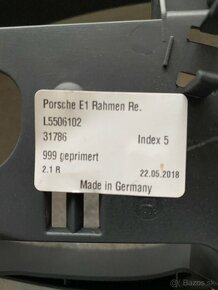 Porsche E1 Rahmen Re.
L5506102
31786 Index 5
999 geprimert
2.1 R 22.05.2018
Made in Germany
Bazos.sk